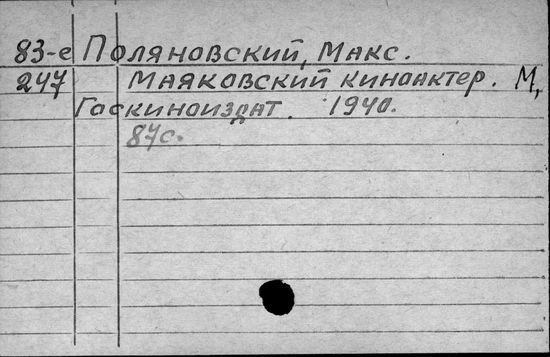 83-е Поляновский, Макс.
247 Маяковский киноактер. М,
Госкиноиздат. 1940.
87с.